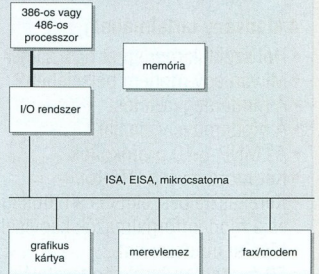 386-os vagy
486-os
processzor
memória
I/O rendszer
ISA, EISA, mikrocsatorna
grafikus
kártya
merevlemez
fax/modem